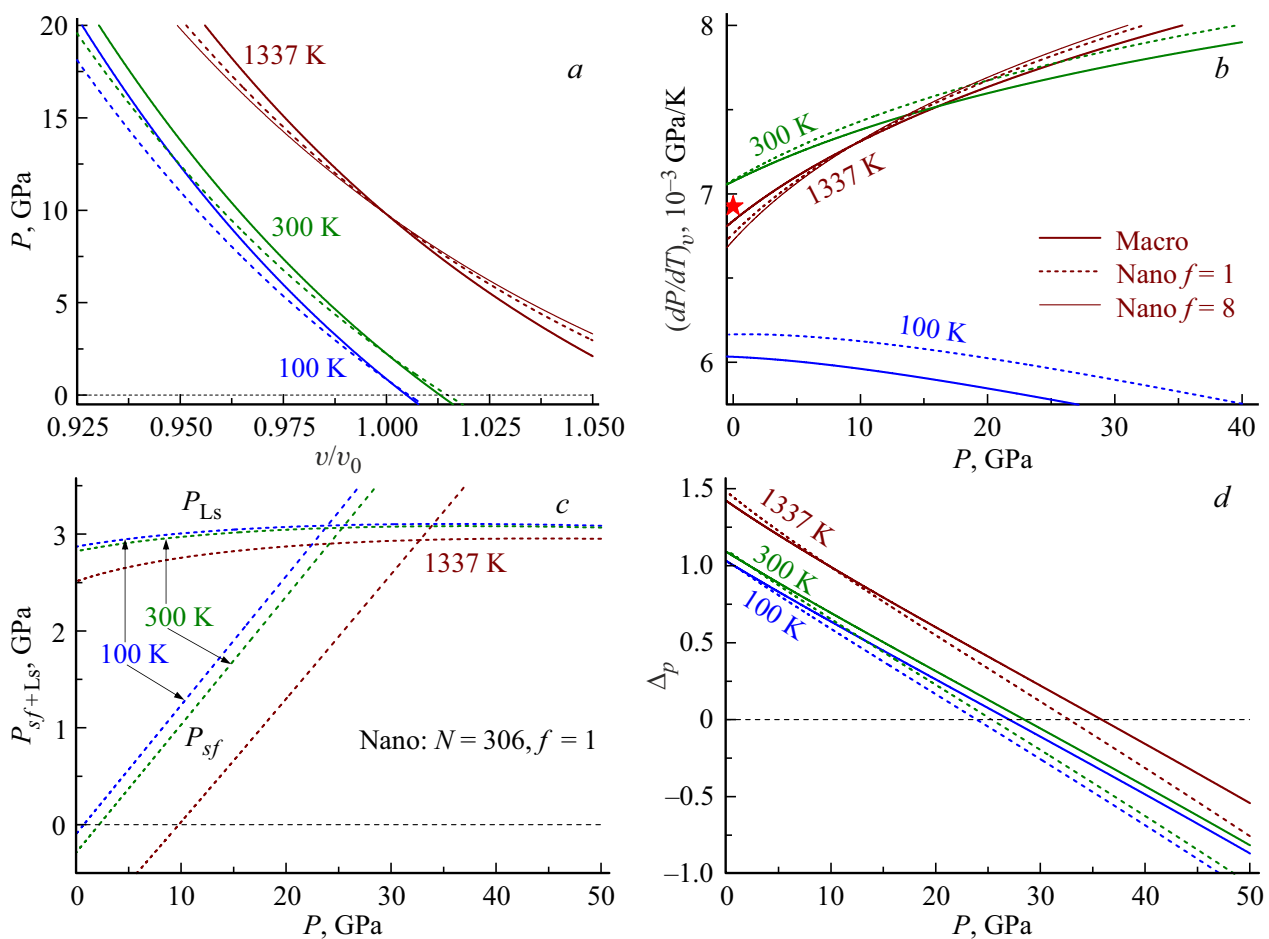 20
15
10
5
0
P, GPa
1337 K
300 K
100 K
a
0.925 0.950 0.975 1.000 1.025 1.050
v/v0
8
7
6
(dP/dT)v, 10−3 GPa/K
300 K
1337 K
100 K
b
Macro
Nano f = 1
Nano f = 8
0 10 20 30 40
P, GPa
3
2
1
0
Psf+Ls, GPa
PLs
c
1337 K
300 K
100 K
Psf
Nano: N = 306, f = 1
0 10 20 30 40 50
P, GPa
1.5
1.0
0.5
0
−0.5
-1.0
Δp
1337 K
300 K
100 K
d
0 10 20 30 40 50
P, GPa